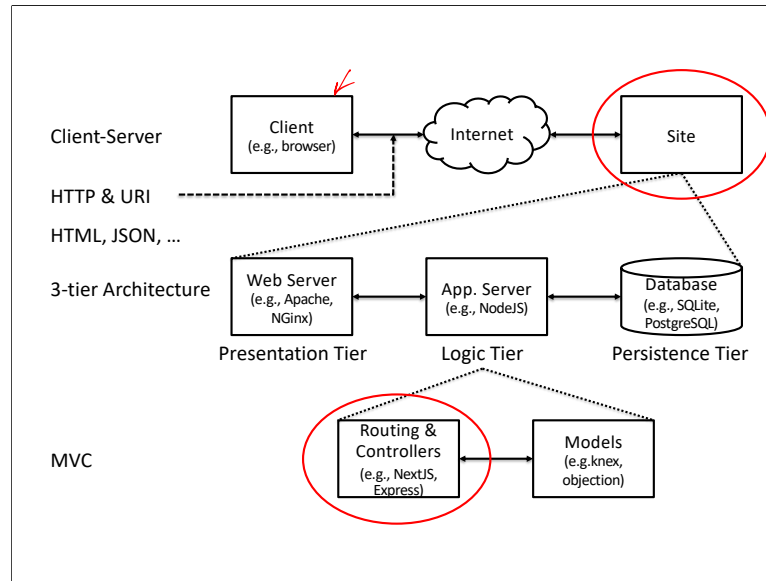 Client-Server
Client
(e.g., browser)
Internet
Site
HTTP & URI
HTML, JSON, ...
3-tier Architecture
Web Server
(e.g., Apache,
NGinx)
App. Server
(e.g., NodeJS)
Database
(e.g., SQLite,
PostgreSQL)
Presentation Tier
Logic Tier
Persistence Tier
MVC
Routing &
Controllers
(e.g., NextJS,
Express)
Models
(e.g.knex,
objection)